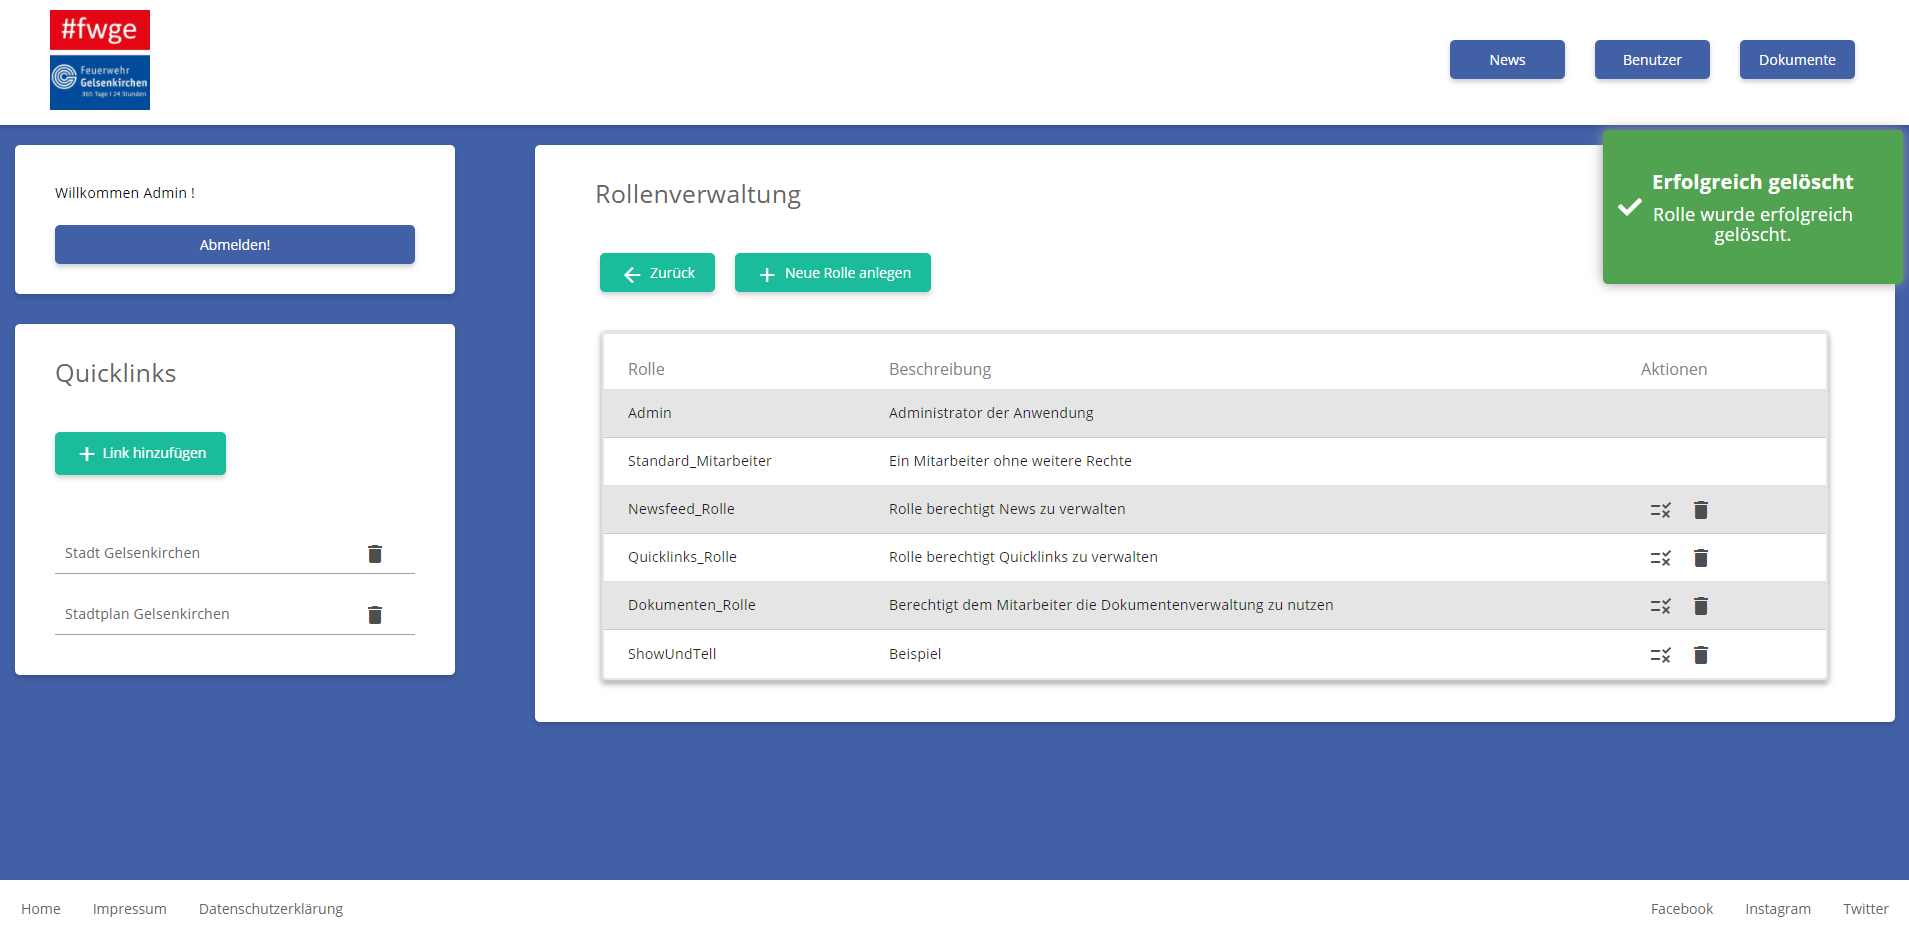 #fwge
Feuerwehr
Gelsenkirchen
365 Tage I 24 Stunden
News
Benutzer
Dokumente
Willkommen Admin !
Abmelden!
Quicklinks
Link hinzufügen
Stadt Gelsenkirchen
Stadtplan Gelsenkirchen
Rollenverwaltung
Zurück
Neue Rolle anlegen
Erfolgreich gelöscht
Rolle wurde erfolgreich
gelöscht.
Rolle Beschreibung Aktionen
Admin Administrator der Anwendung
Standard_Mitarbeiter Ein Mitarbeiter ohne weitere Rechte
Newsfeed_Rolle Rolle berechtigt News zu verwalten
Quicklinks_Rolle Rolle berechtigt Quicklinks zu verwalten
Dokumenten_Rolle Berechtigt dem Mitarbeiter die Dokumentenverwaltung zu nutzen
ShowUndTell Beispiel
Home Impressum Datenschutzerklärung
Facebook Instagram Twitter